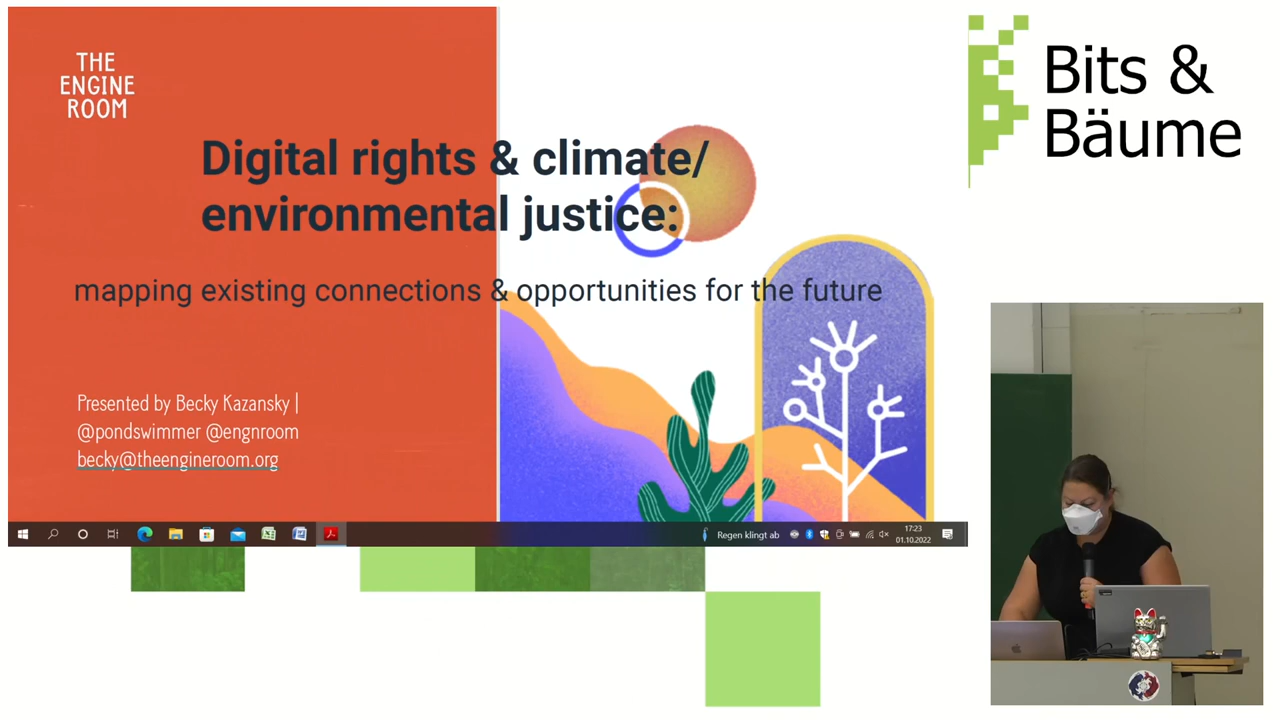 THE
ENGINE
ROOM
Digital rights & climate/
environmental justice:
mapping existing connections & opportunities for the future
Presented by Becky Kazansky |
@pondswimmer @engnroom
becky@theengineroom.org
Regen klingt ab
17:23
01.10.2022
Bits &
Bäume